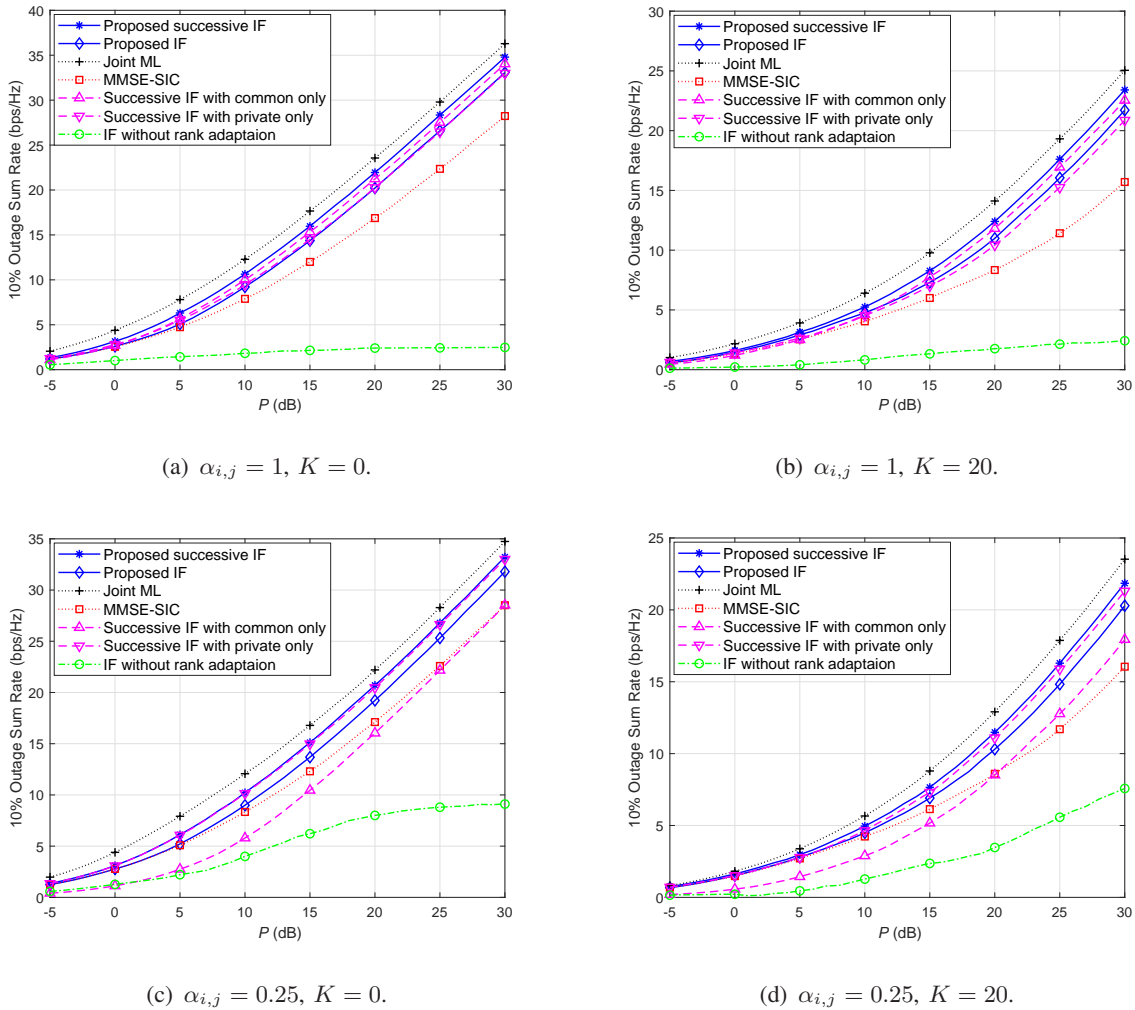 40
35
30
25
20
15
10
5
0
10% Outage Sum Rate (bps/Hz)
Proposed successive IF
Proposed IF
Joint ML
MMSE-SIC
Successive IF with common only
Successive IF with private only
IF without rank adaptaion
-5 0 5 10 15 20 25 30
P (dB)
(a) α_{i,j} = 1, K = 0.
30
25
20
15
10
5
0
10% Outage Sum Rate (bps/Hz)
Proposed successive IF
Proposed IF
Joint ML
MMSE-SIC
Successive IF with common only
Successive IF with private only
IF without rank adaptaion
-5 0 5 10 15 20 25 30
P (dB)
(b) α_{i,j} = 1, K = 20.
35
30
25
20
15
10
5
0
10% Outage Sum Rate (bps/Hz)
Proposed successive IF
Proposed IF
Joint ML
MMSE-SIC
Successive IF with common only
Successive IF with private only
IF without rank adaptaion
-5 0 5 10 15 20 25 30
P (dB)
(c) α_{i,j} = 0.25, K = 0.
25
20
15
10
5
0
10% Outage Sum Rate (bps/Hz)
Proposed successive IF
Proposed IF
Joint ML
MMSE-SIC
Successive IF with common only
Successive IF with private only
IF without rank adaptaion
-5 0 5 10 15 20 25 30
P (dB)
(d) α_{i,j} = 0.25, K = 20.